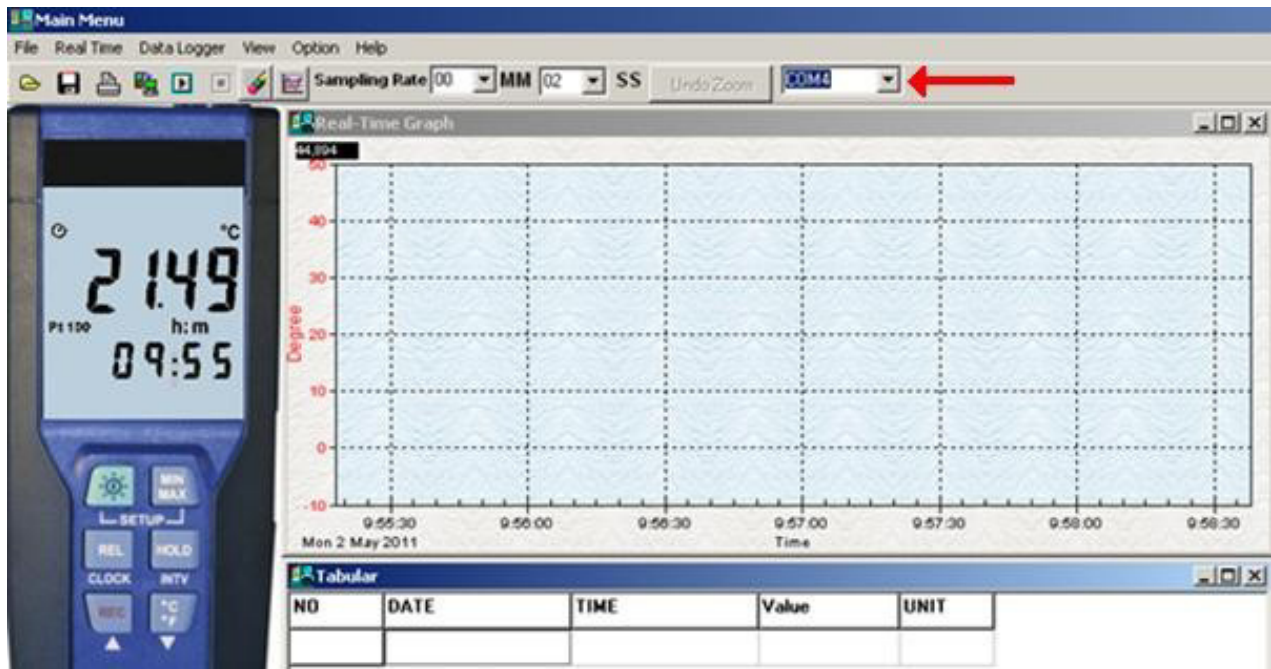 Main Menu
File Real Time Data Logger View Option Help
Sampling Rate 00 MM 02 SS Undo Zoom COM4
Real-Time Graph
44,894
50
40
30
20
10
0
-10
Degree
9:55:30 9:56:00 9:56:30 9:57:00 9:57:30 9:58:00 9:58:30
Mon 2 May 2011 Time
°C
21.49
Pt 100 h:m
09:55
MIN
MAX
SETUP
REL HOLD
CLOCK INTV
REC °C
°F
Tabular
NO DATE TIME Value UNIT